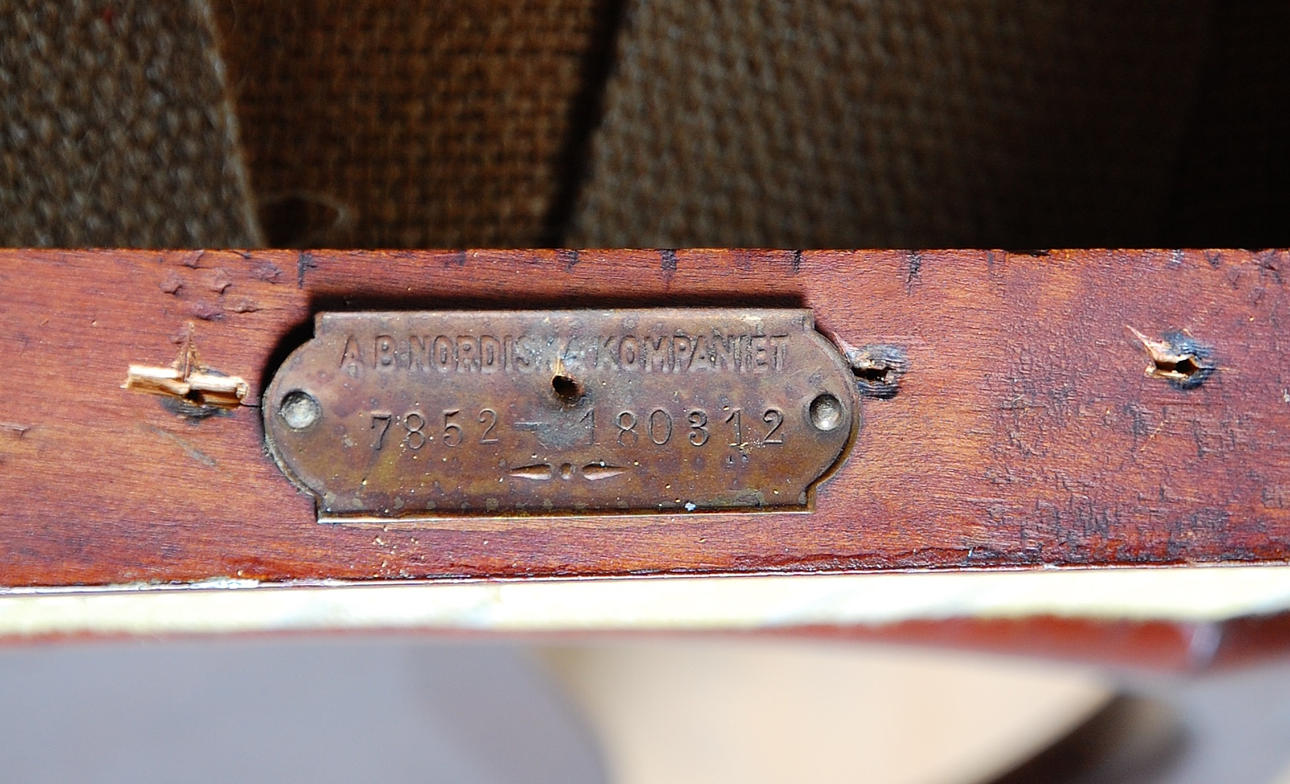 A.B. NORDISKA KOMPANIET
7852 - 180312